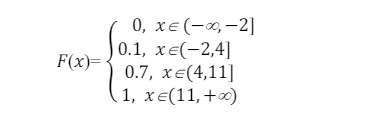 0, x∈(−∞,−2]
0.1, x∈(−2,4]
F(x)=
0.7, x∈(4,11]
1, x∈(11,+∞)